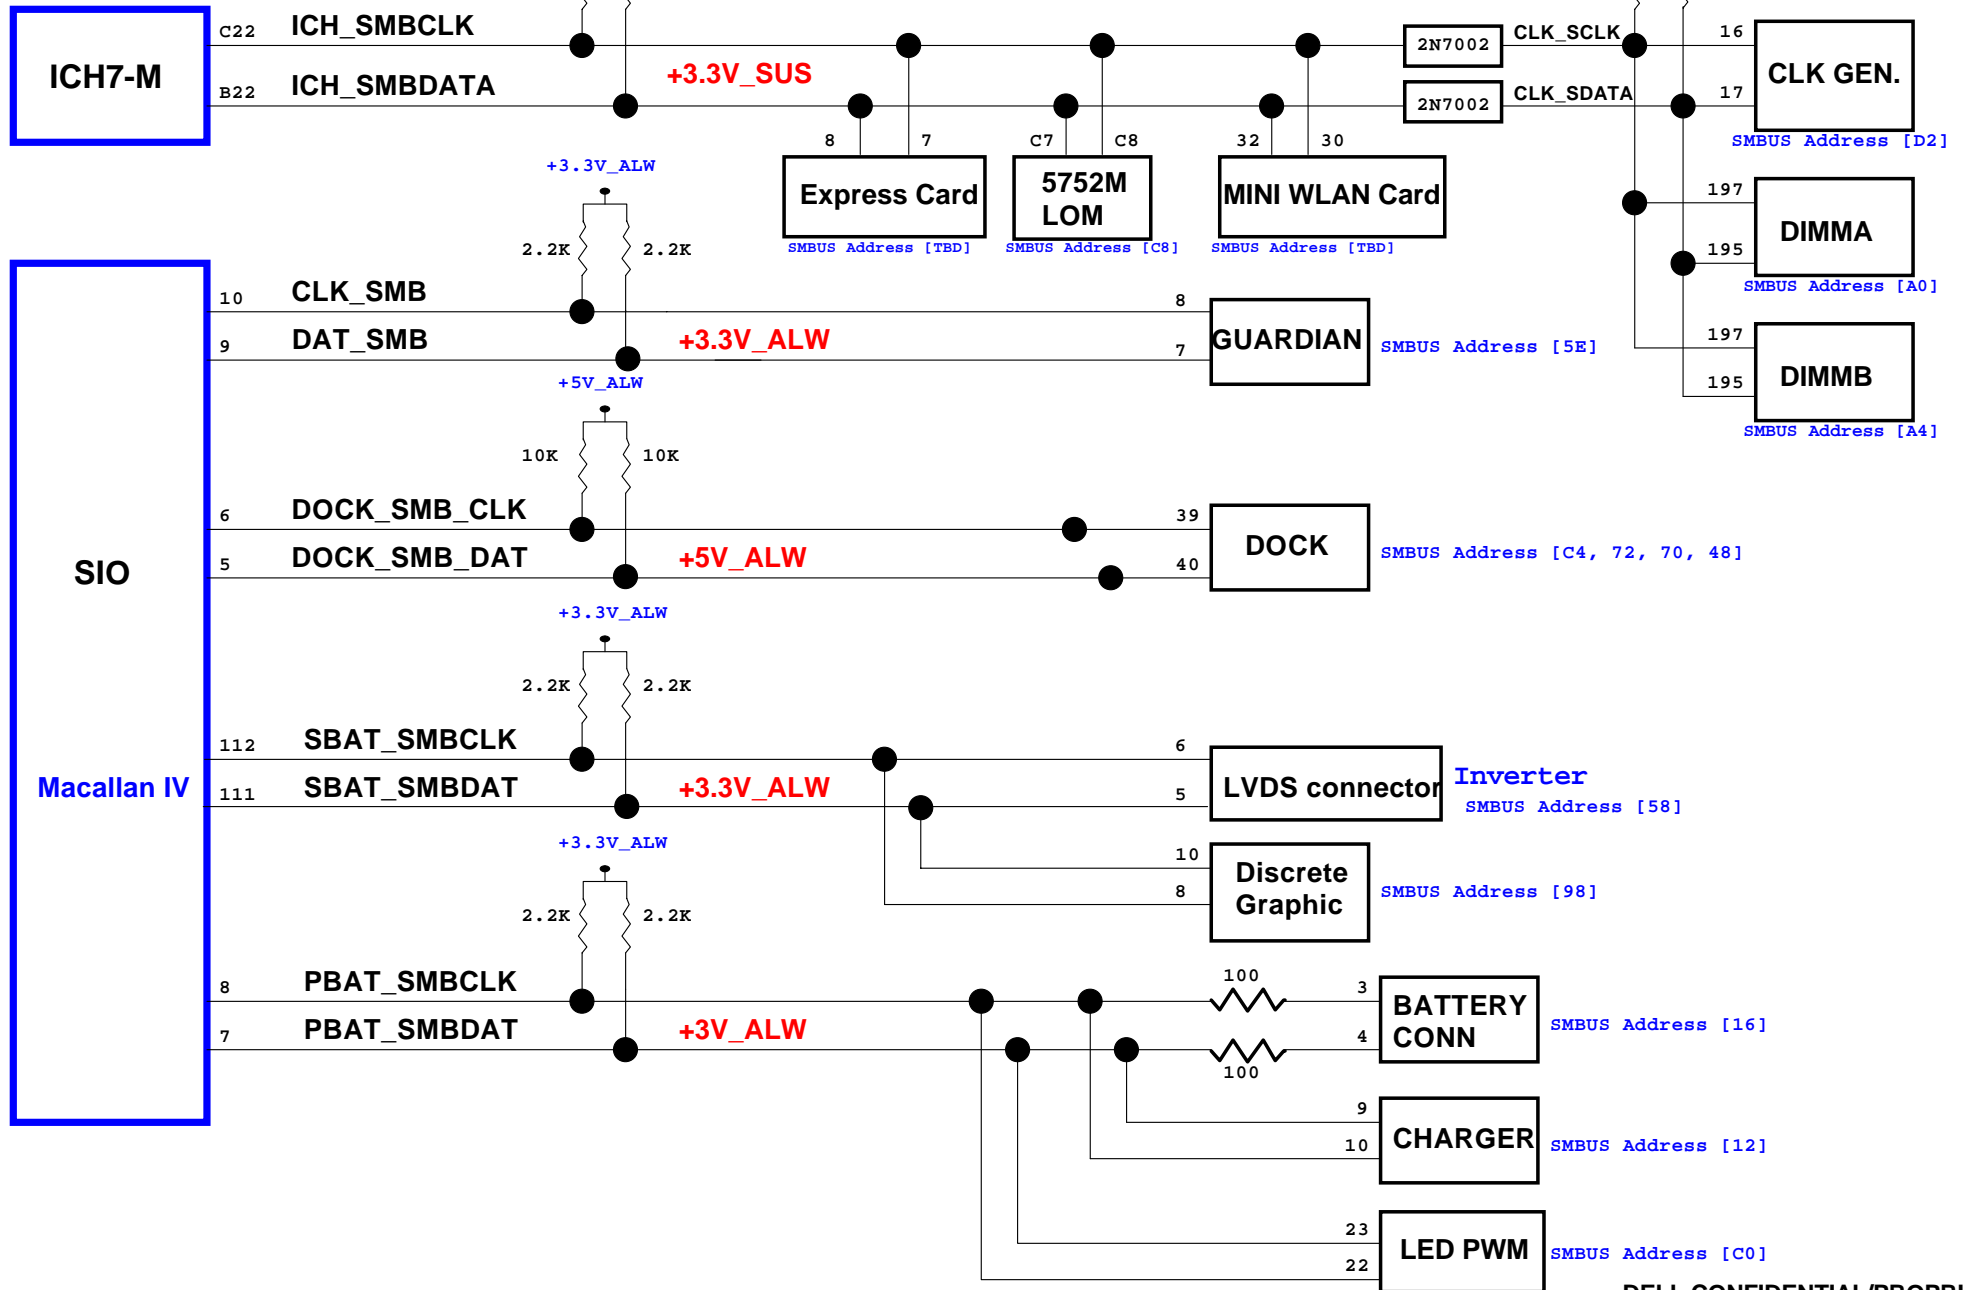 ICH7-M
C22 ICH_SMBCLK
B22 ICH_SMBDATA
+3.3V_SUS
2N7002
CLK_SCLK
2N7002
CLK_SDATA
16
17
CLK GEN.
SMBUS Address [D2]
8 7
Express Card
SMBUS Address [TBD]
C7 C8
5752M
LOM
SMBUS Address [C8]
32 30
MINI WLAN Card
SMBUS Address [TBD]
197
195
DIMMA
SMBUS Address [A0]
197
195
DIMMB
SMBUS Address [A4]
SIO
Macallan IV
+3.3V_ALW
2.2K 2.2K
10 CLK_SMB
9 DAT_SMB
+3.3V_ALW
8
7
GUARDIAN
SMBUS Address [5E]
+5V_ALW
10K 10K
6 DOCK_SMB_CLK
5 DOCK_SMB_DAT
+5V_ALW
39
40
DOCK
SMBUS Address [C4, 72, 70, 48]
+3.3V_ALW
2.2K 2.2K
112 SBAT_SMBCLK
111 SBAT_SMBDAT
+3.3V_ALW
6
5
LVDS connector
Inverter
SMBUS Address [58]
10
8
Discrete
Graphic
SMBUS Address [98]
+3.3V_ALW
2.2K 2.2K
8 PBAT_SMBCLK
7 PBAT_SMBDAT
+3V_ALW
100
100
3
4
BATTERY
CONN
SMBUS Address [16]
9
10
CHARGER
SMBUS Address [12]
23
22
LED PWM
SMBUS Address [C0]